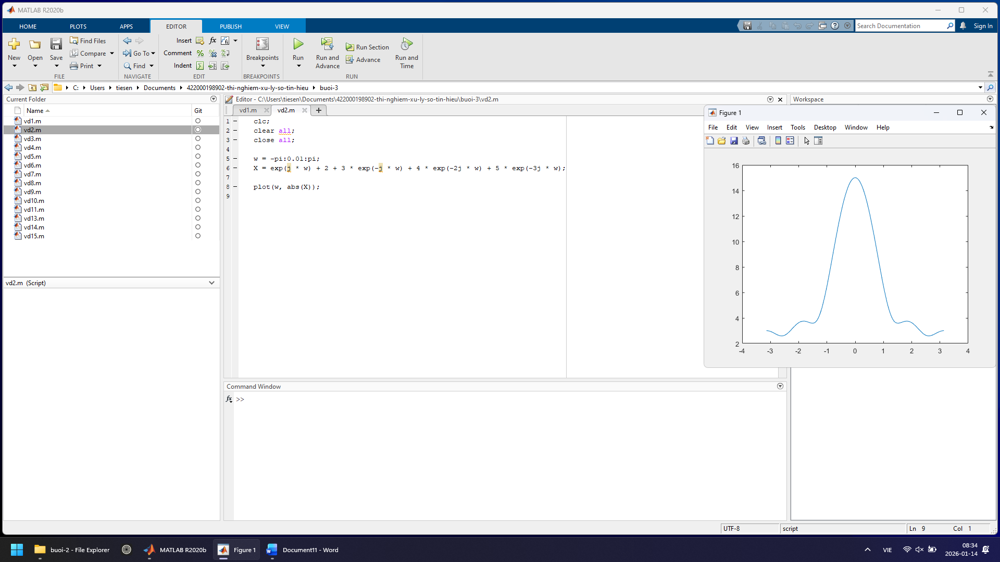 MATLAB R2020b
HOME PLOTS APPS EDITOR PUBLISH VIEW
Search Documentation
Sign In
New
Open
Save
Find Files
Compare
Print
FILE
Go To
Find
NAVIGATE
Insert
Comment
Indent
EDIT
Breakpoints
BREAKPOINTS
Run
Run and
Advance
Run Section
Advance
Run and
Time
RUN
C: Users tiesen Documents 422000198902-thi-nghiem-xu-ly-so-tin-hieu buoi-3
Current Folder
Name Git
vd1.m
vd2.m
vd3.m
vd4.m
vd5.m
vd6.m
vd7.m
vd8.m
vd9.m
vd10.m
vd11.m
vd13.m
vd14.m
vd15.m
vd2.m (Script)
Editor - C:\Users\tiesen\Documents\422000198902-thi-nghiem-xu-ly-so-tin-hieu\buoi-3\vd2.m
vd1.m vd2.m
1 clc;
2 clear all;
3 close all;
4
5 w = -pi:0.01:pi;
6 X = exp(j * w) + 2 + 3 * exp(-j * w) + 4 * exp(-2j * w) + 5 * exp(-3j * w);
7
8 plot(w, abs(X));
9
Command Window
fx >>
Workspace
Figure 1
File Edit View Insert Tools Desktop Window Help
16
14
12
10
8
6
4
2
-4 -3 -2 -1 0 1 2 3 4
UTF-8 script Ln 9 Col 1
buoi-2 - File Explorer MATLAB R2020b Figure 1 Document11 - Word
VIE
08:34
2026-01-14